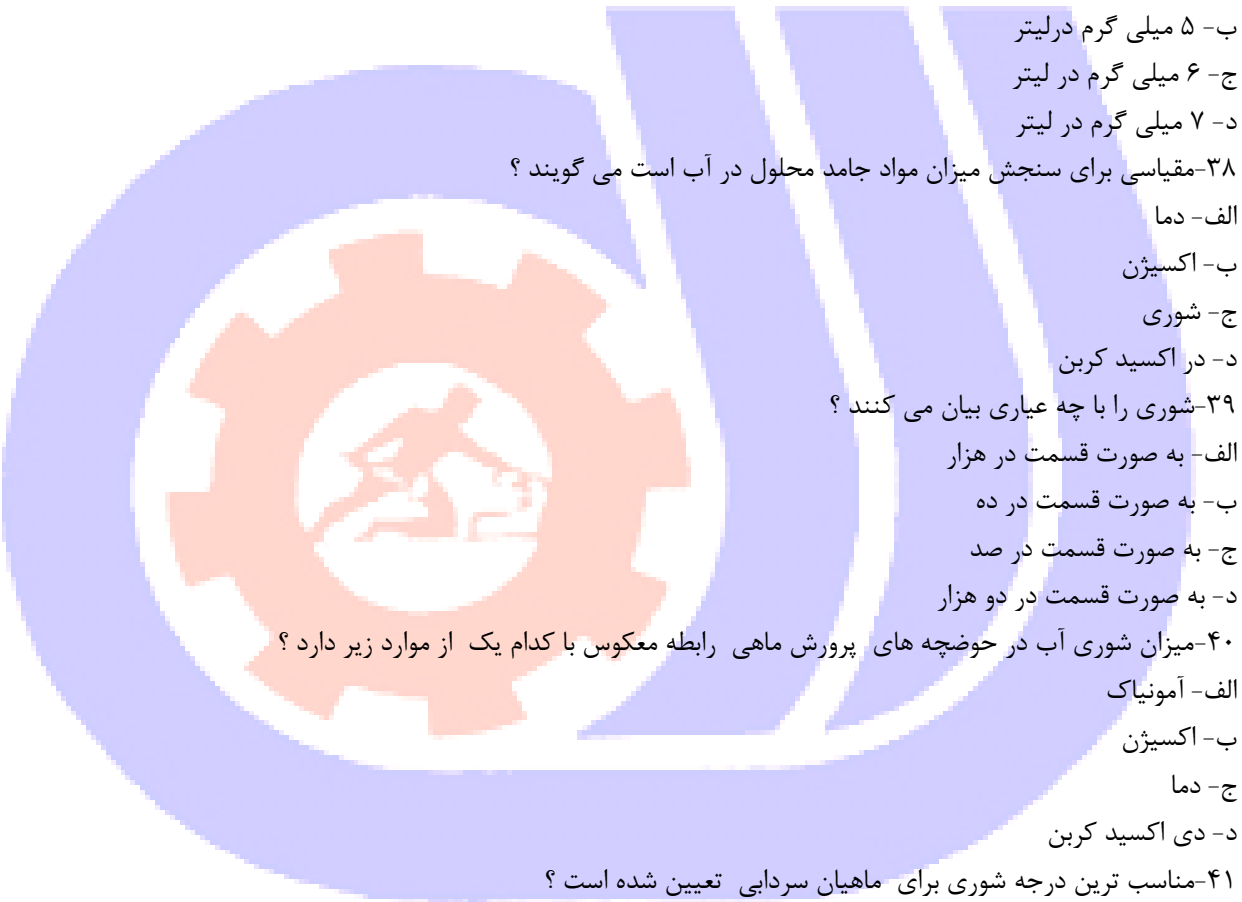 ب- ۵ میلی گرم درلیتر
ج- ۶ میلی گرم در لیتر
د- ۷ میلی گرم در لیتر
۳۸-مقیاسی برای سنجش میزان مواد جامد محلول در آب است می گویند ؟
الف- دما
ب- اکسیژن
ج- شوری
د- در اکسید کربن
۳۹-شوری را با چه عیاری بیان می کنند ؟
الف- به صورت قسمت در هزار
ب- به صورت قسمت در ده
ج- به صورت قسمت در صد
د- به صورت قسمت در دو هزار
۴۰-میزان شوری آب در حوضچه های پرورش ماهی رابطه معکوس با کدام یک از موارد زیر دارد ؟
الف- آمونیاک
ب- اکسیژن
ج- دما
د- دی اکسید کربن
۴۱-مناسب ترین درجه شوری برای ماهیان سردابی تعیین شده است ؟